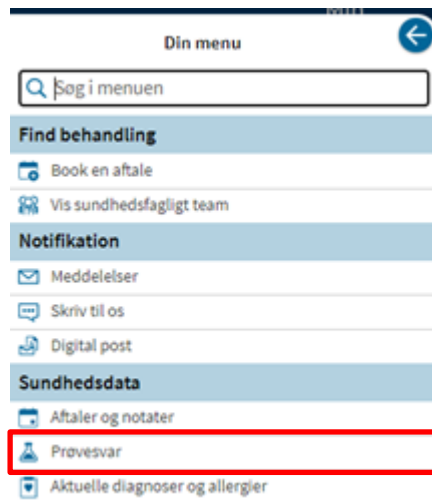 Din menu
Søg i menuen
Find behandling
Book en aftale
Vis sundhedsfagligt team
Notifikation
Meddelelser
Skriv til os
Digital post
Sundhedsdata
Aftaler og notater
Prøvesvar
Aktuelle diagnoser og allergier